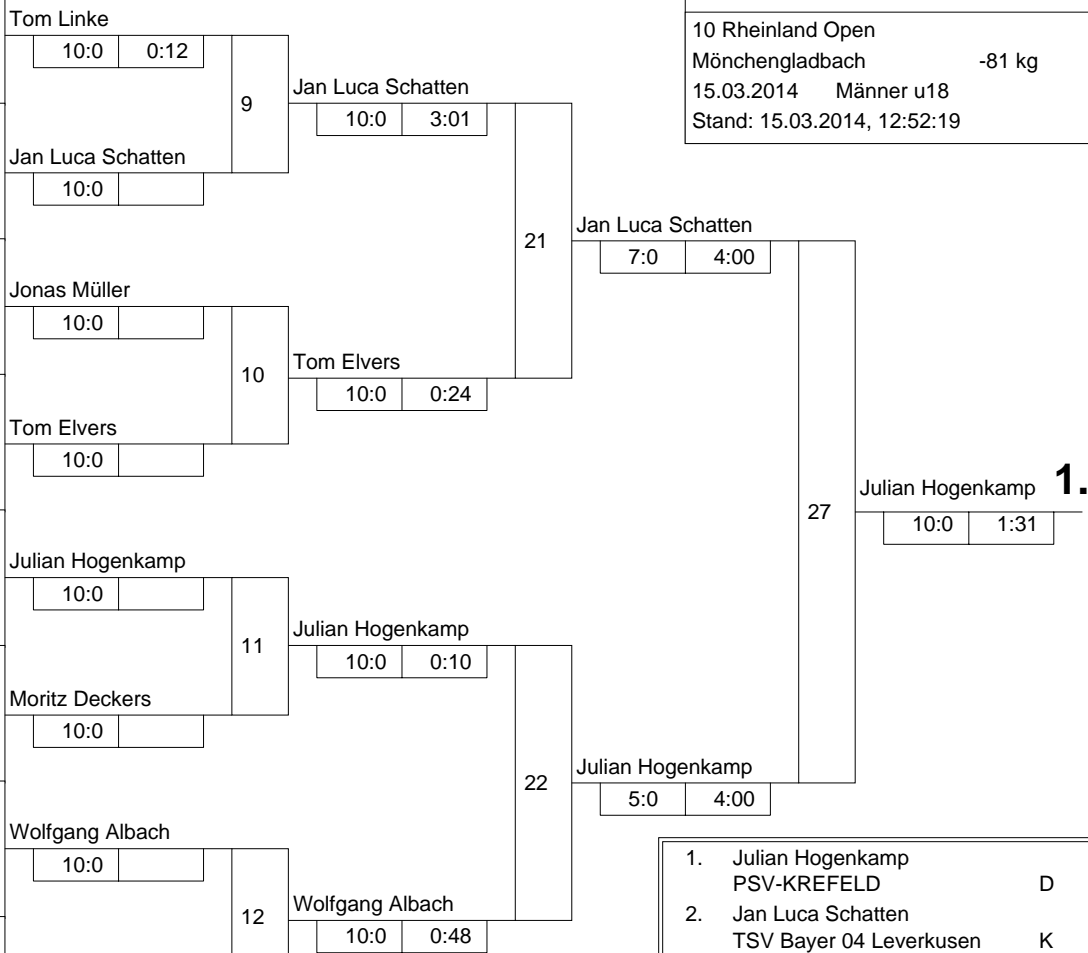 Tom Linke
10:0 0:12
10 Rheinland Open
Mönchengladbach -81 kg
15.03.2014 Männer u18
Stand: 15.03.2014, 12:52:19
9
Jan Luca Schatten
10:0 3:01
Jan Luca Schatten
10:0
21
Jan Luca Schatten
7:0 4:00
Jonas Müller
10:0
10
Tom Elvers
10:0 0:24
Tom Elvers
10:0
27
Julian Hogenkamp 1.
10:0 1:31
Julian Hogenkamp
10:0
11
Julian Hogenkamp
10:0 0:10
Moritz Deckers
10:0
22
Julian Hogenkamp
5:0 4:00
Wolfgang Albach
10:0
12
Wolfgang Albach
10:0 0:48
1. Julian Hogenkamp
PSV-KREFELD D
2. Jan Luca Schatten
TSV Bayer 04 Leverkusen K